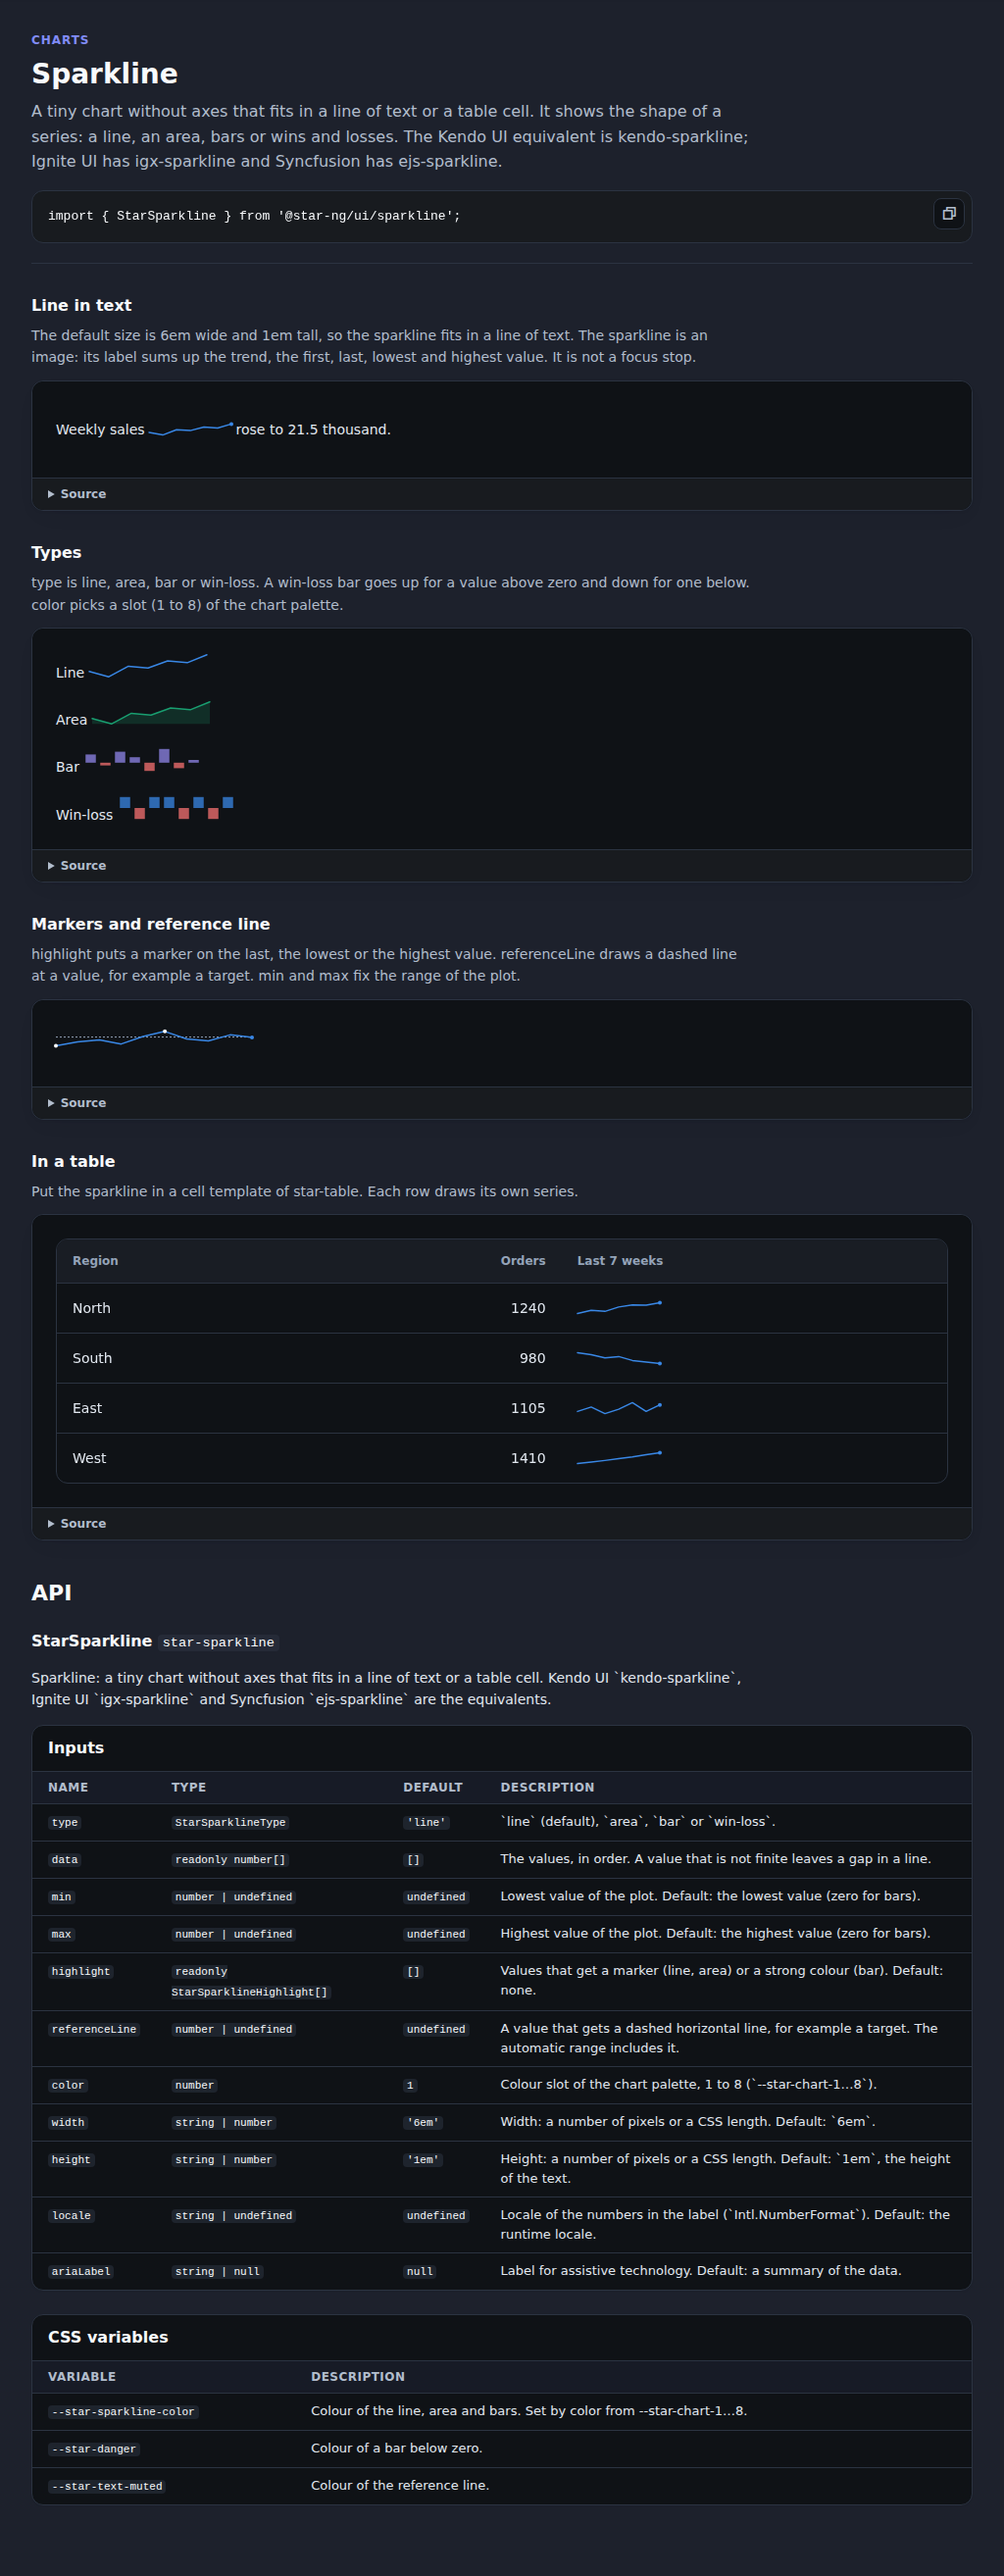 CHARTS
Sparkline
A tiny chart without axes that fits in a line of text or a table cell. It shows the shape of a
series: a line, an area, bars or wins and losses. The Kendo UI equivalent is kendo-sparkline;
Ignite UI has igx-sparkline and Syncfusion has ejs-sparkline.
import { StarSparkline } from '@star-ng/ui/sparkline';
Line in text
The default size is 6em wide and 1em tall, so the sparkline fits in a line of text. The sparkline is an
image: its label sums up the trend, the first, last, lowest and highest value. It is not a focus stop.
Weekly sales rose to 21.5 thousand.
Source
Types
type is line, area, bar or win-loss. A win-loss bar goes up for a value above zero and down for one below.
color picks a slot (1 to 8) of the chart palette.
Line
Area
Bar
Win-loss
Source
Markers and reference line
highlight puts a marker on the last, the lowest or the highest value. referenceLine draws a dashed line
at a value, for example a target. min and max fix the range of the plot.
Source
In a table
Put the sparkline in a cell template of star-table. Each row draws its own series.
Region Orders Last 7 weeks
North 1240
South 980
East 1105
West 1410
Source
API
StarSparkline star-sparkline
Sparkline: a tiny chart without axes that fits in a line of text or a table cell. Kendo UI `kendo-sparkline`,
Ignite UI `igx-sparkline` and Syncfusion `ejs-sparkline` are the equivalents.
Inputs
NAME TYPE DEFAULT DESCRIPTION
type StarSparklineType 'line' `line` (default), `area`, `bar` or `win-loss`.
data readonly number[] [] The values, in order. A value that is not finite leaves a gap in a line.
min number | undefined undefined Lowest value of the plot. Default: the lowest value (zero for bars).
max number | undefined undefined Highest value of the plot. Default: the highest value (zero for bars).
highlight readonly StarSparklineHighlight[] [] Values that get a marker (line, area) or a strong colour (bar). Default:
none.
referenceLine number | undefined undefined A value that gets a dashed horizontal line, for example a target. The
automatic range includes it.
color number 1 Colour slot of the chart palette, 1 to 8 (`--star-chart-1…8`).
width string | number '6em' Width: a number of pixels or a CSS length. Default: `6em`.
height string | number '1em' Height: a number of pixels or a CSS length. Default: `1em`, the height
of the text.
locale string | undefined undefined Locale of the numbers in the label (`Intl.NumberFormat`). Default: the
runtime locale.
ariaLabel string | null null Label for assistive technology. Default: a summary of the data.
CSS variables
VARIABLE DESCRIPTION
--star-sparkline-color Colour of the line, area and bars. Set by color from --star-chart-1…8.
--star-danger Colour of a bar below zero.
--star-text-muted Colour of the reference line.